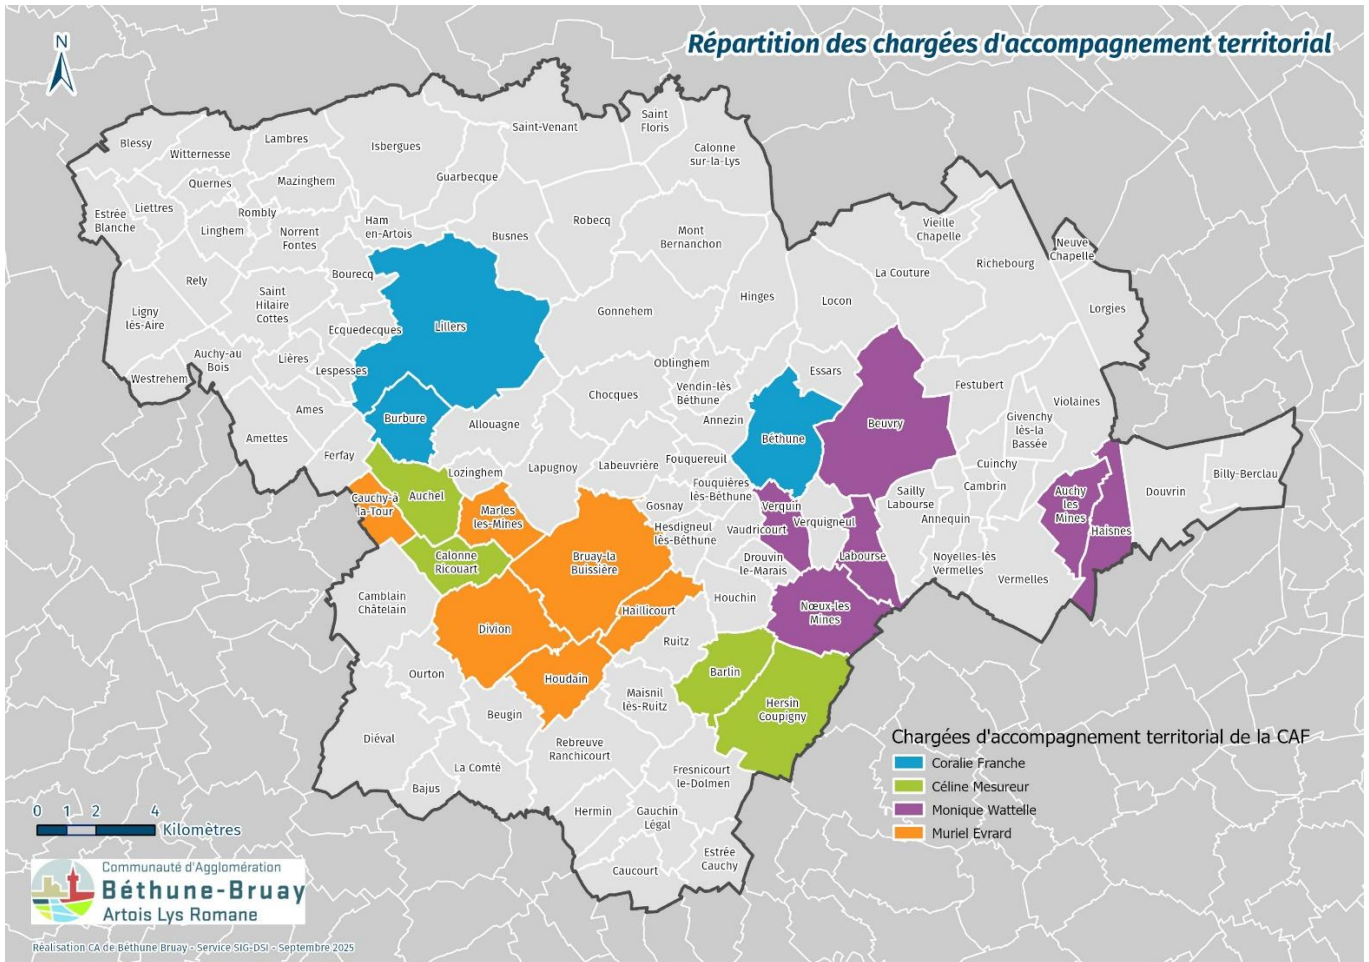 Répartition des chargées d'accompagnement territorial
N
Saint
Floris
Saint-Venant
Blessy
Lambres
Isbergues
Witternesse
Calonne
sur-la-Lys
Guarbecque
Quernes
Mazinghem
Estrée
Blanche
Liettres
Rombly
Linghem
Norrent
Fontes
Ham
en-Artois
Busnes
Robecq
Mont
Bernanchon
Vieille
Chapelle
Neuve
Chapelle
Richebourg
La Couture
Bourecq
Rely
Saint
Hilaire
Cottes
Hinges
Locon
Lorgies
Gonnehem
Ligny
lès-Aire
Ecquedecques
Lillers
Auchy-au
Bois
Lières
Lespesses
Westrehem
Oblinghem
Essars
Vendin-lès
Béthune
Festubert
Chocques
Violaines
Ames
Burbure
Allouagne
Annezin
Béthune
Beuvry
Givenchy
lès-la
Bassée
Amettes
Ferfay
Lozinghem
Lapugnoy
Labeuvrière
Fouquereuil
Cuinchy
Billy-Berclau
Fouquières
lès-Béthune
Cambrin
Douvrin
Cauchy-à
la Tour
Auchel
Marles
les-Mines
Gosnay
Verquin
Sailly
Labourse
Auchy
les
Mines
Hesdigneul
lès-Béthune
Vaudricourt
Verquigneul
Annequin
Haisnes
Calonne
Ricouart
Bruay-la
Buissière
Drouvin
le-Marais
Labourse
Noyelles-lès
Vermelles
Vermelles
Camblain
Châtelain
Haillicourt
Houchin
Nœux-les
Mines
Divion
Ruitz
Ourton
Houdain
Barlin
Maisnil
lès-Ruitz
Hersin
Coupigny
Beugin
Diéval
Rebreuve
Ranchicourt
La Comté
Fresnicourt
le-Dolmen
Bajus
Hermin
Gauchin
Légal
Estrée
Cauchy
Caucourt
Chargées d'accompagnement territorial de la CAF
Coralie Franche
Céline Mesureur
Monique Wattelle
Muriel Evrard
0 1 2 4
Kilomètres
Communauté d'Agglomération
Béthune-Bruay
Artois Lys Romane
Réalisation CA de Béthune Bruay - Service SIG-DSI - Septembre 2025